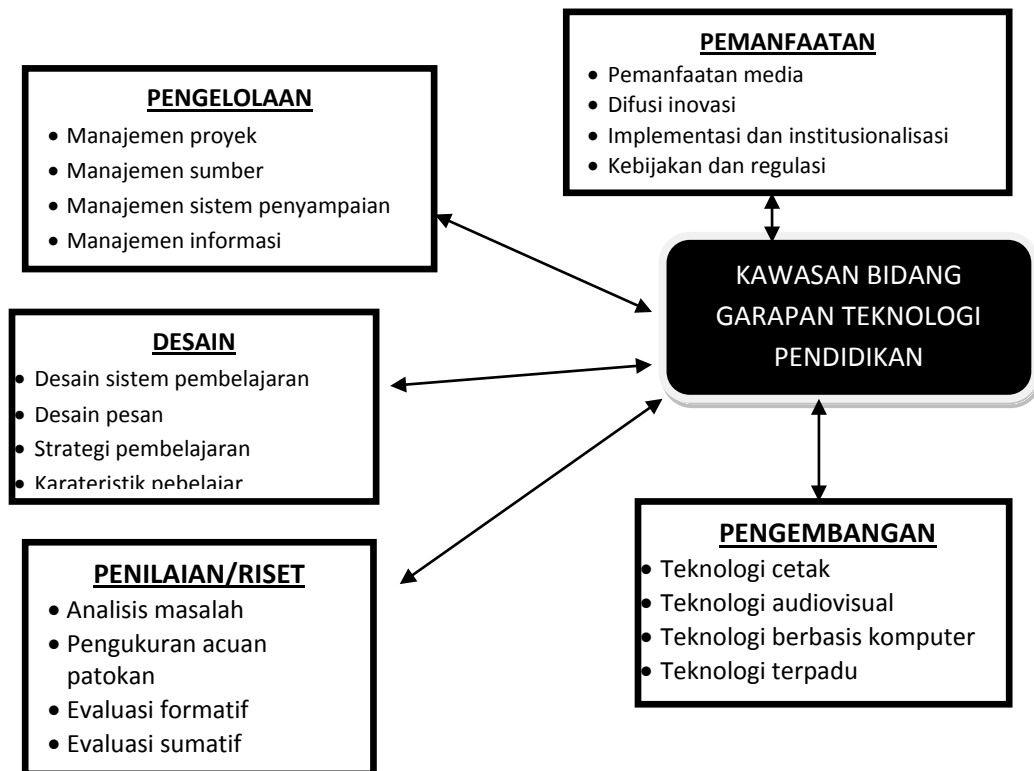 PENGELOLAAN
• Manajemen proyek
• Manajemen sumber
• Manajemen sistem penyampaian
• Manajemen informasi
PEMANFAATAN
• Pemanfaatan media
• Difusi inovasi
• Implementasi dan institusionalisasi
• Kebijakan dan regulasi
KAWASAN BIDANG
GARAPAN TEKNOLOGI
PENDIDIKAN
DESAIN
• Desain sistem pembelajaran
• Desain pesan
• Strategi pembelajaran
• Karateristik pebelajar
PENILAIAN/RISET
• Analisis masalah
• Pengukuran acuan
patokan
• Evaluasi formatif
• Evaluasi sumatif
PENGEMBANGAN
• Teknologi cetak
• Teknologi audiovisual
• Teknologi berbasis komputer
• Teknologi terpadu